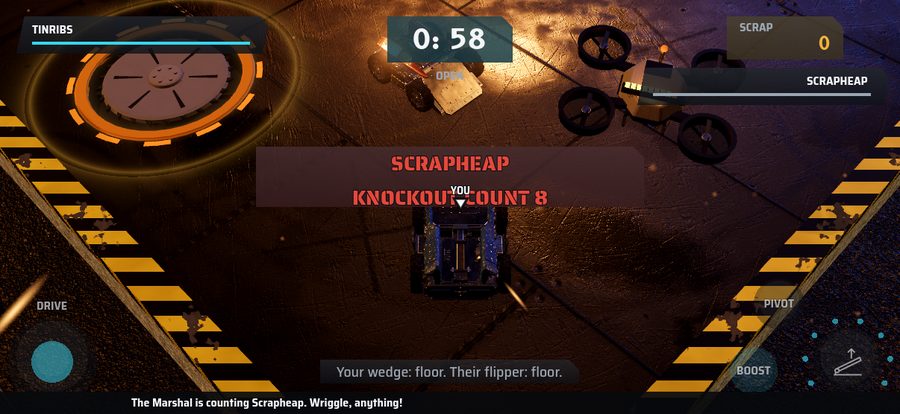 TINRIBS
0: 58
OPEN
SCRAP
0
SCRAPHEAP
SCRAPHEAP
KNOCKOUT COUNT 8
YOU
DRIVE
PIVOT
BOOST
Your wedge: floor. Their flipper: floor.
The Marshal is counting Scrapheap. Wriggle, anything!